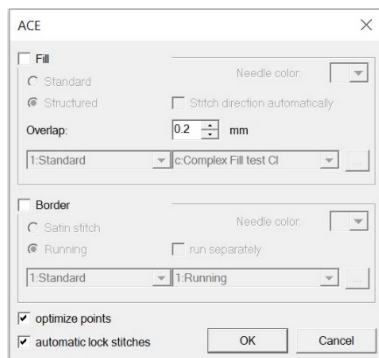 ACE
Fill
Needle color:
Standard
Structured
Stitch direction automatically
Overlap:
0.2
mm
1:Standard
c:Complex Fill test Cl
...
Border
Needle color:
Satin stitch
Running
run separately
1:Standard
1:Running
...
optimize points
automatic lock stitches
OK
Cancel